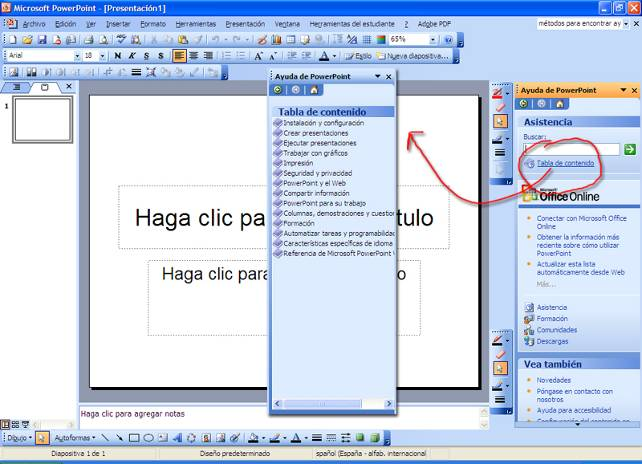 Microsoft PowerPoint - [Presentación1]
Archivo Edición Ver Insertar Formato Herramientas Presentación Ventana Herramientas del estudiante ? Adobe PDF
métodos para encontrar ay
65%
Arial 18 N K S S A Estilo Nueva diapositiva...
1
Haga clic pa
tulo
Haga clic para
o
Haga clic para agregar notas
Ayuda de PowerPoint
Tabla de contenido
Instalación y configuración
Crear presentaciones
Ejecutar presentaciones
Trabajar con gráficos
Impresión
Seguridad y privacidad
PowerPoint y el Web
Compartir información
PowerPoint para su trabajo
Columnas, demostraciones y cuestio
Formación
Automatizar tareas y programabilidad
Características específicas de idioma
Referencia de Microsoft PowerPoint V
Ayuda de PowerPoint
Asistencia
Buscar:
Tabla de contenido
Microsoft
Office Online
Conectar con Microsoft Office
Online
Obtener la información más
reciente sobre cómo utilizar
PowerPoint
Actualizar esta lista
automáticamente desde Web
Más...
Asistencia
Formación
Comunidades
Descargas
Vea también
Novedades
Póngase en contacto con
nosotros
Ayuda para accesibilidad
Configuración del contenido en
Dibujo Autoformas
Diapositiva 1 de 1 Diseño predeterminado spañol (España - alfab. internacional